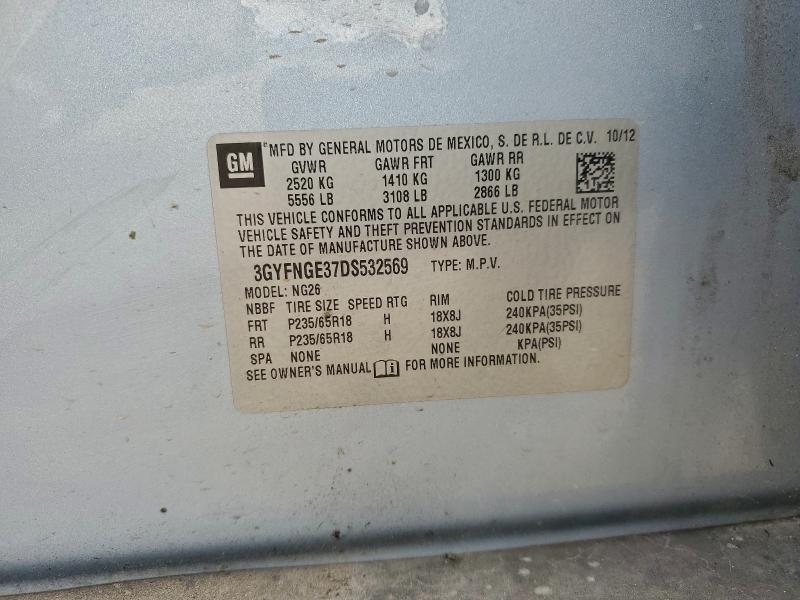 GM MFD BY GENERAL MOTORS DE MEXICO, S. DE R.L. DE C.V. 10/12
GVWR GAWR FRT GAWR RR
2520 KG 1410 KG 1300 KG
5556 LB 3108 LB 2866 LB
THIS VEHICLE CONFORMS TO ALL APPLICABLE U.S. FEDERAL MOTOR
VEHICLE SAFETY AND THEFT PREVENTION STANDARDS IN EFFECT ON
THE DATE OF MANUFACTURE SHOWN ABOVE.
3GYFNGE37DS532569 TYPE: M.P.V.
MODEL: NG26
NBBF TIRE SIZE SPEED RTG RIM COLD TIRE PRESSURE
FRT P235/65R18 H 18X8J 240KPA(35PSI)
RR P235/65R18 H 18X8J 240KPA(35PSI)
SPA NONE NONE KPA(PSI)
SEE OWNER'S MANUAL FOR MORE INFORMATION.